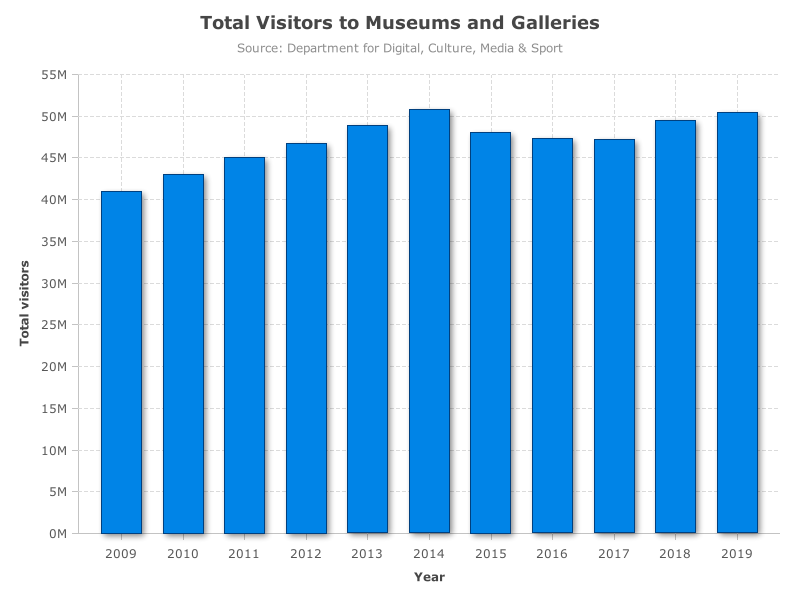 Total Visitors to Museums and Galleries
Source: Department for Digital, Culture, Media & Sport
55M
50M
45M
40M
35M
30M
25M
20M
15M
10M
5M
0M
Total visitors
2009 2010 2011 2012 2013 2014 2015 2016 2017 2018 2019
Year